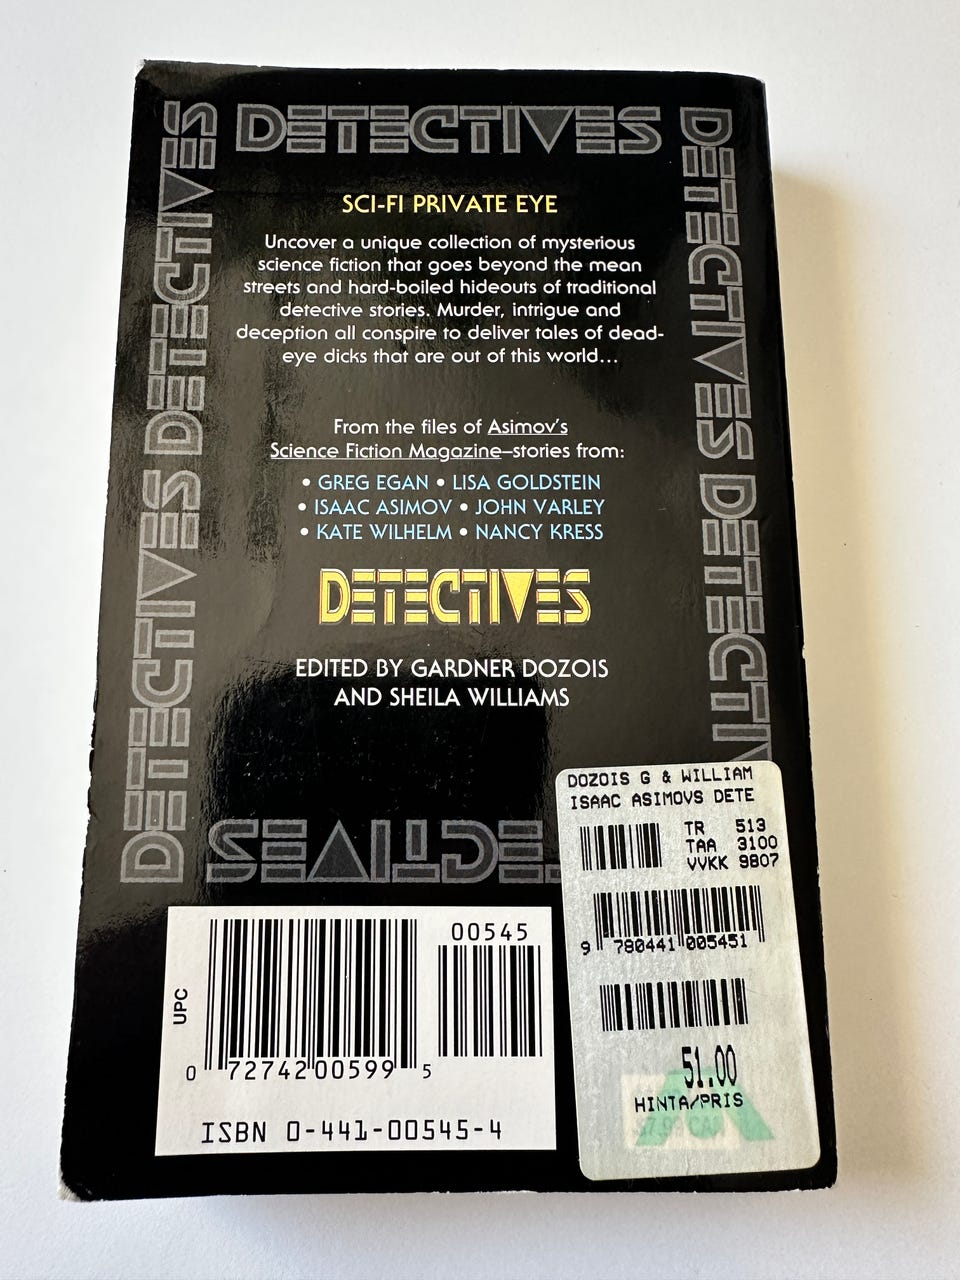 DETECTIVES
DETECTIVES DETECTIVES
DETECTIVES DETECTIV
SCI-FI PRIVATE EYE
Uncover a unique collection of mysterious
science fiction that goes beyond the mean
streets and hard-boiled hideouts of traditional
detective stories. Murder, intrigue and
deception all conspire to deliver tales of dead-
eye dicks that are out of this world...
From the files of Asimov's
Science Fiction Magazine–stories from:
• GREG EGAN • LISA GOLDSTEIN
• ISAAC ASIMOV • JOHN VARLEY
• KATE WILHELM • NANCY KRESS
DETECTIVES
EDITED BY GARDNER DOZOIS
AND SHEILA WILLIAMS
ECTIVES
DOZOIS G & WILLIAM
ISAAC ASIMOVS DETE
TR 513
TAA 3100
VVKK 9807
9 780441 005451
51.00
HINTA/PRIS
00545
UPC
0 72742 00599 5
ISBN 0-441-00545-4